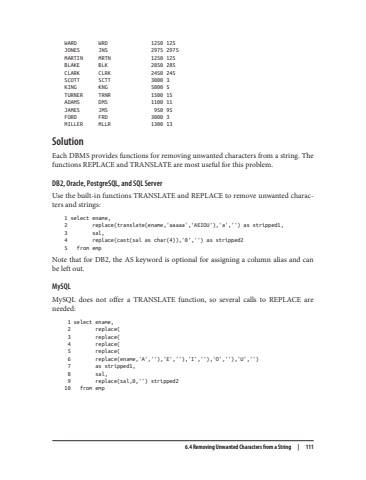 WARD WRD 1250 125
JONES JNS 2975 2975
MARTIN MRTN 1250 125
BLAKE BLK 2850 285
CLARK CLRK 2450 245
SCOTT SCTT 3000 3
KING KNG 5000 5
TURNER TRNR 1500 15
ADAMS DMS 1100 11
JAMES JMS 950 95
FORD FRD 3000 3
MILLER MLLR 1300 13
Solution
Each DBMS provides functions for removing unwanted characters from a string. The
functions REPLACE and TRANSLATE are most useful for this problem.
DB2, Oracle, PostgreSQL, and SQL Server
Use the built-in functions TRANSLATE and REPLACE to remove unwanted charac-
ters and strings:
1 select ename,
2 replace(translate(ename,'aaaaa','AEIOU'),'a','') as stripped1,
3 sal,
4 replace(cast(sal as char(4)),'0','') as stripped2
5 from emp
Note that for DB2, the AS keyword is optional for assigning a column alias and can
be left out.
MySQL
MySQL does not offer a TRANSLATE function, so several calls to REPLACE are
needed:
1 select ename,
2 replace(
3 replace(
4 replace(
5 replace(
6 replace(ename,'A',''),'E',''),'I',''),'O',''),'U','')
7 as stripped1,
8 sal,
9 replace(sal,0,'') stripped2
10 from emp
6.4 Removing Unwanted Characters from a String | 111